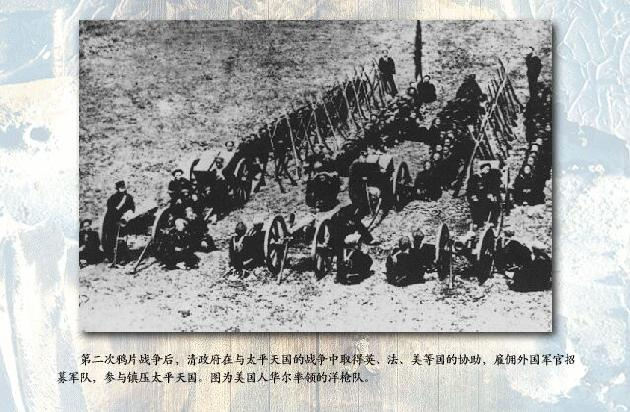 第二次鸦片战争后，清政府在与太平天国的战争中取得英、法、美等国的协助，雇佣外国军官招
募军队，参与镇压太平天国。图为美国人华尔率领的洋枪队。